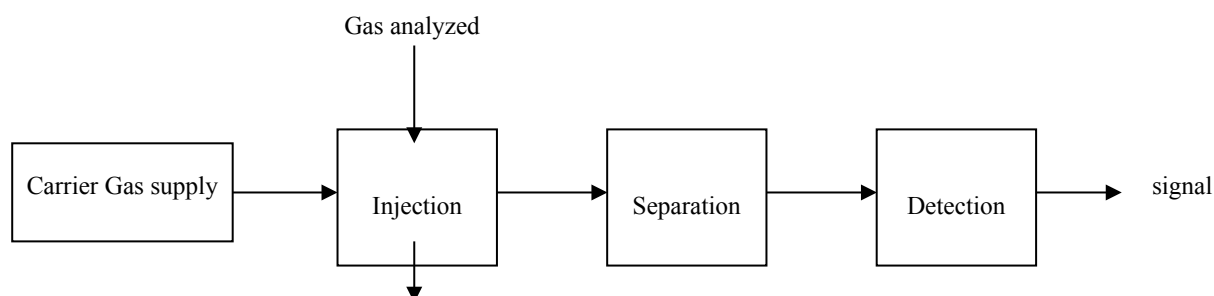 Gas analyzed
Carrier Gas supply
Injection
Separation
Detection
signal